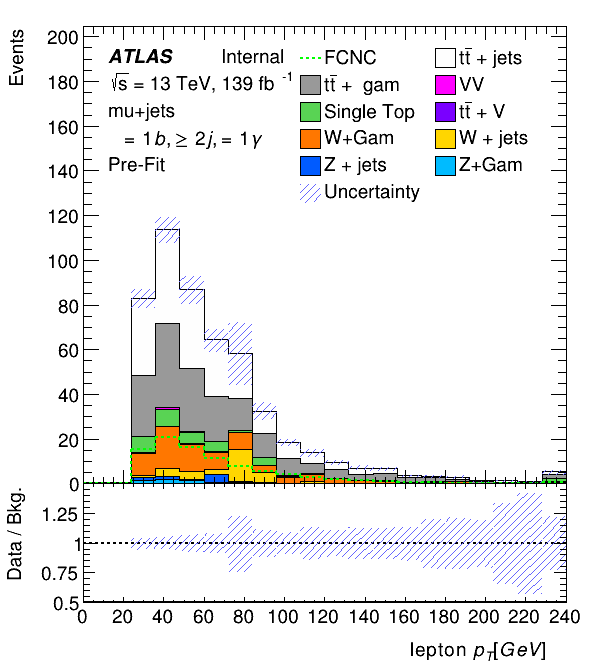 Events
200
180
160
140
120
100
80
60
40
20
0
ATLAS Internal
√s = 13 TeV, 139 fb⁻¹
mu+jets
= 1b, ≥ 2j, = 1γ
Pre-Fit
FCNC
tt̄ + jets
tt̄ + gam
VV
Single Top
tt̄ + V
W+Gam
W + jets
Z + jets
Z+Gam
Uncertainty
Data / Bkg.
1.25
1
0.75
0.5
0 20 40 60 80 100 120 140 160 180 200 220 240
lepton p_T[GeV]